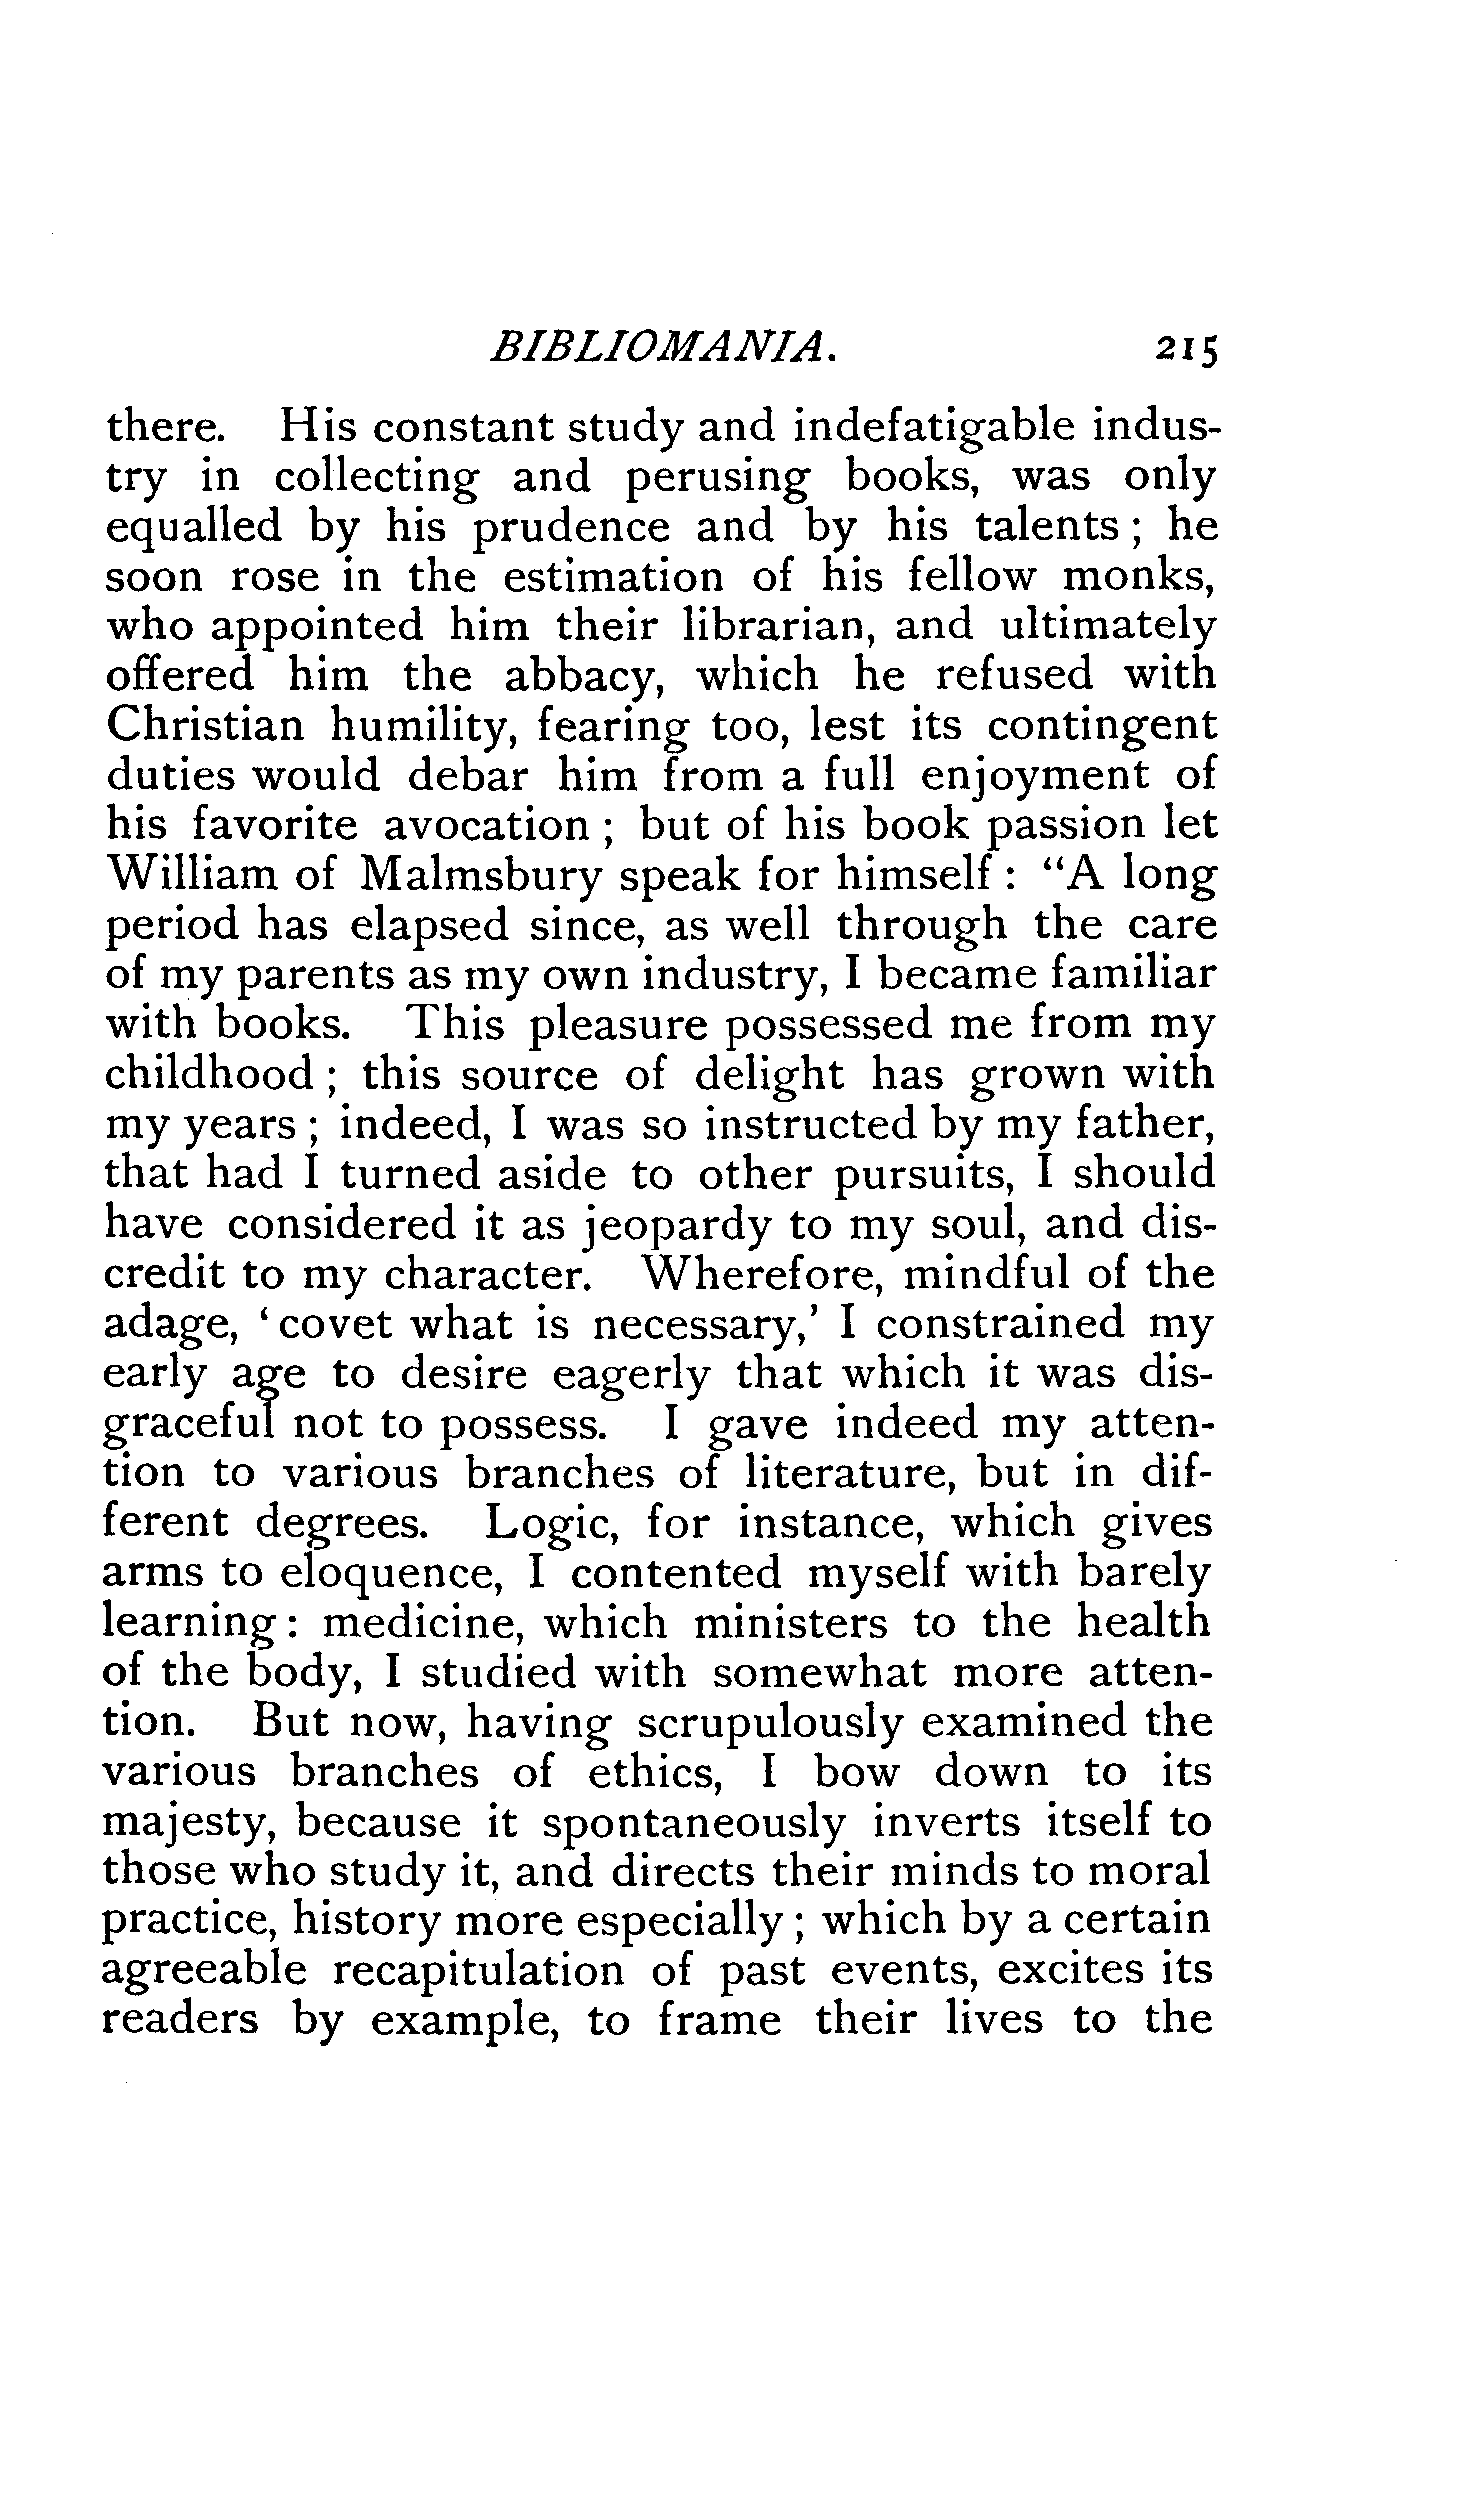 BIBLIOMANIA. 215
there. His constant study and indefatigable indus-
try in collecting and perusing books, was only
equalled by his prudence and by his talents ; he
soon rose in the estimation of his fellow monks,
who appointed him their librarian, and ultimately
offered him the abbacy, which he refused with
Christian humility, fearing too, lest its contingent
duties would debar him from a full enjoyment of
his favorite avocation ; but of his book passion let
William of Malmsbury speak for himself : “A long
period has elapsed since, as well through the care
of my parents as my own industry, I became familiar
with books. This pleasure possessed me from my
childhood ; this source of delight has grown with
my years ; indeed, I was so instructed by my father,
that had I turned aside to other pursuits, I should
have considered it as jeopardy to my soul, and dis-
credit to my character. Wherefore, mindful of the
adage, ‘ covet what is necessary,’ I constrained my
early age to desire eagerly that which it was dis-
graceful not to possess. I gave indeed my atten-
tion to various branches of literature, but in dif-
ferent degrees. Logic, for instance, which gives
arms to eloquence, I contented myself with barely
learning : medicine, which ministers to the health
of the body, I studied with somewhat more atten-
tion. But now, having scrupulously examined the
various branches of ethics, I bow down to its
majesty, because it spontaneously inverts itself to
those who study it, and directs their minds to moral
practice, history more especially ; which by a certain
agreeable recapitulation of past events, excites its
readers by example, to frame their lives to the